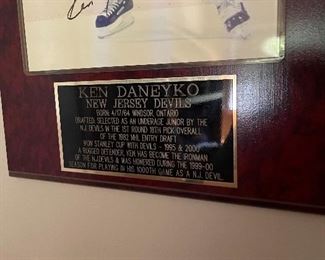 KEN DANEYKO
NEW JERSEY DEVILS
BORN: 4/17/64 WINDSOR, ONTARIO
DRAFTED: SELECTED AS AN UNDERAGE JUNIOR BY THE
N.J. DEVILS IN THE 1ST ROUND 18TH PICK OVERALL
OF THE 1982 NHL ENTRY DRAFT
WON STANLEY CUP WITH DEVILS - 1995 & 2000
A RUGGED DEFENDER, KEN HAS BECOME THE IRONMAN
OF THE N.J.DEVILS & WAS HONORED DURING THE 1999-00
SEASON FOR PLAYING IN HIS 1000TH GAME AS A N.J. DEVIL.